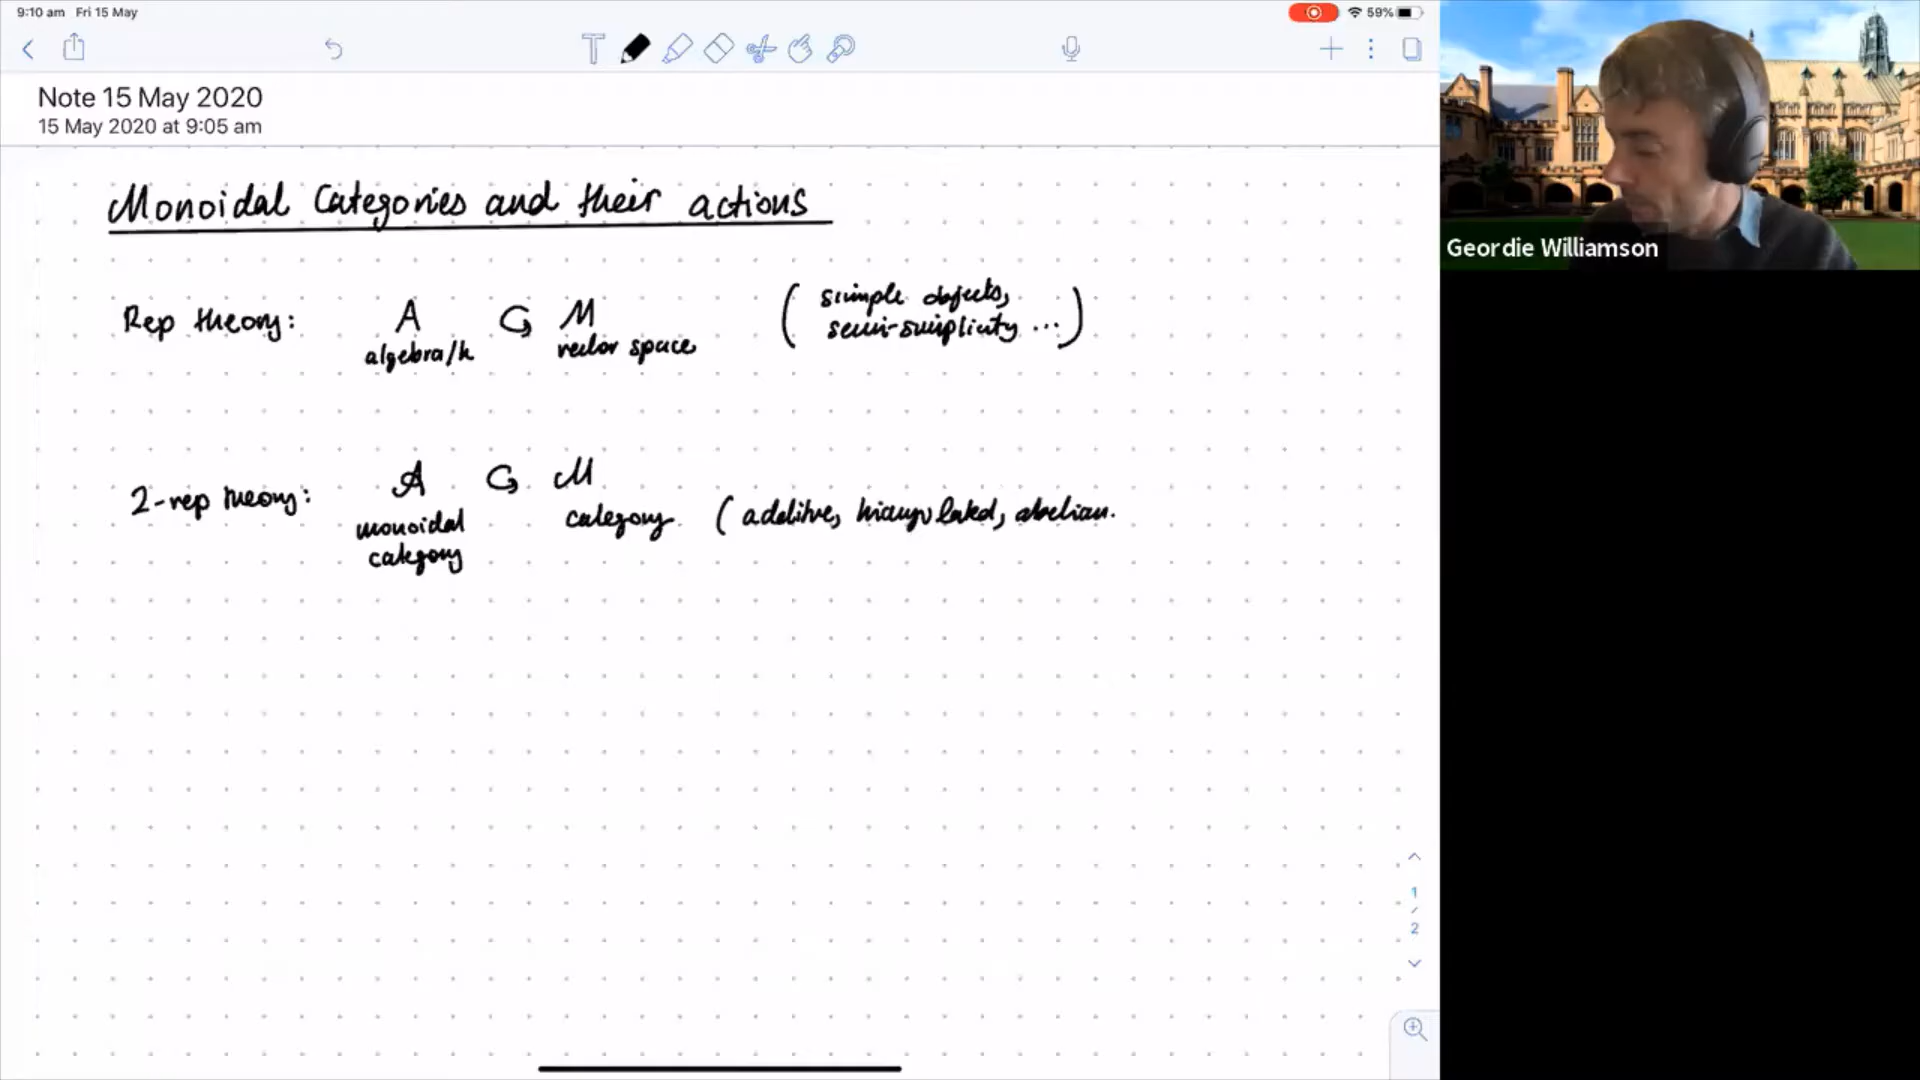 9:10 am Fri 15 May
59%
Note 15 May 2020
15 May 2020 at 9:05 am
Monoidal Categories and their actions
Rep theory: A M (simple objects, semi-simplicity ...)
algebra/k vector space
2-rep theory: A M
monoidal category category (additive, triangulated, abelian.
1
/
2
Geordie Williamson